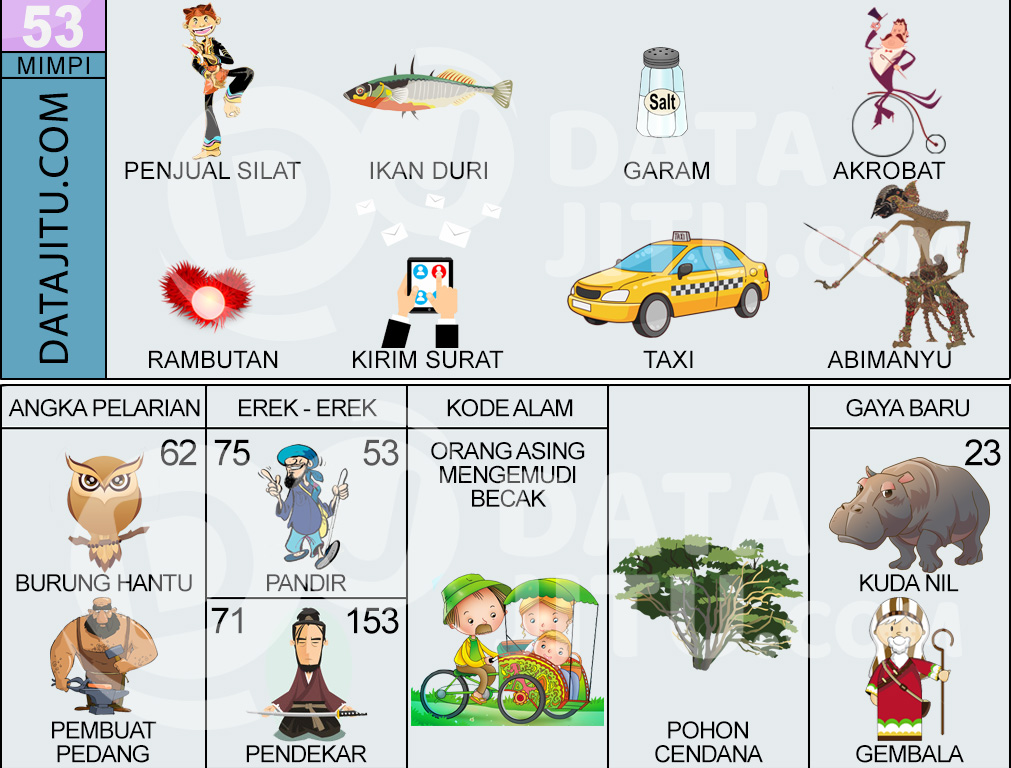 53
MIMPI
DATAJITU.COM
PENJUAL SILAT
IKAN DURI
Salt
GARAM
AKROBAT
RAMBUTAN
KIRIM SURAT
TAXI
TAXI
ABIMANYU
DATA
JITU.com
ANGKA PELARIAN
EREK - EREK
KODE ALAM
GAYA BARU
62
BURUNG HANTU
PEMBUAT
PEDANG
75
53
PANDIR
71
153
PENDEKAR
ORANG ASING
MENGEMUDI
BECAK
POHON
CENDANA
23
KUDA NIL
GEMBALA
DATA
JITU.COM